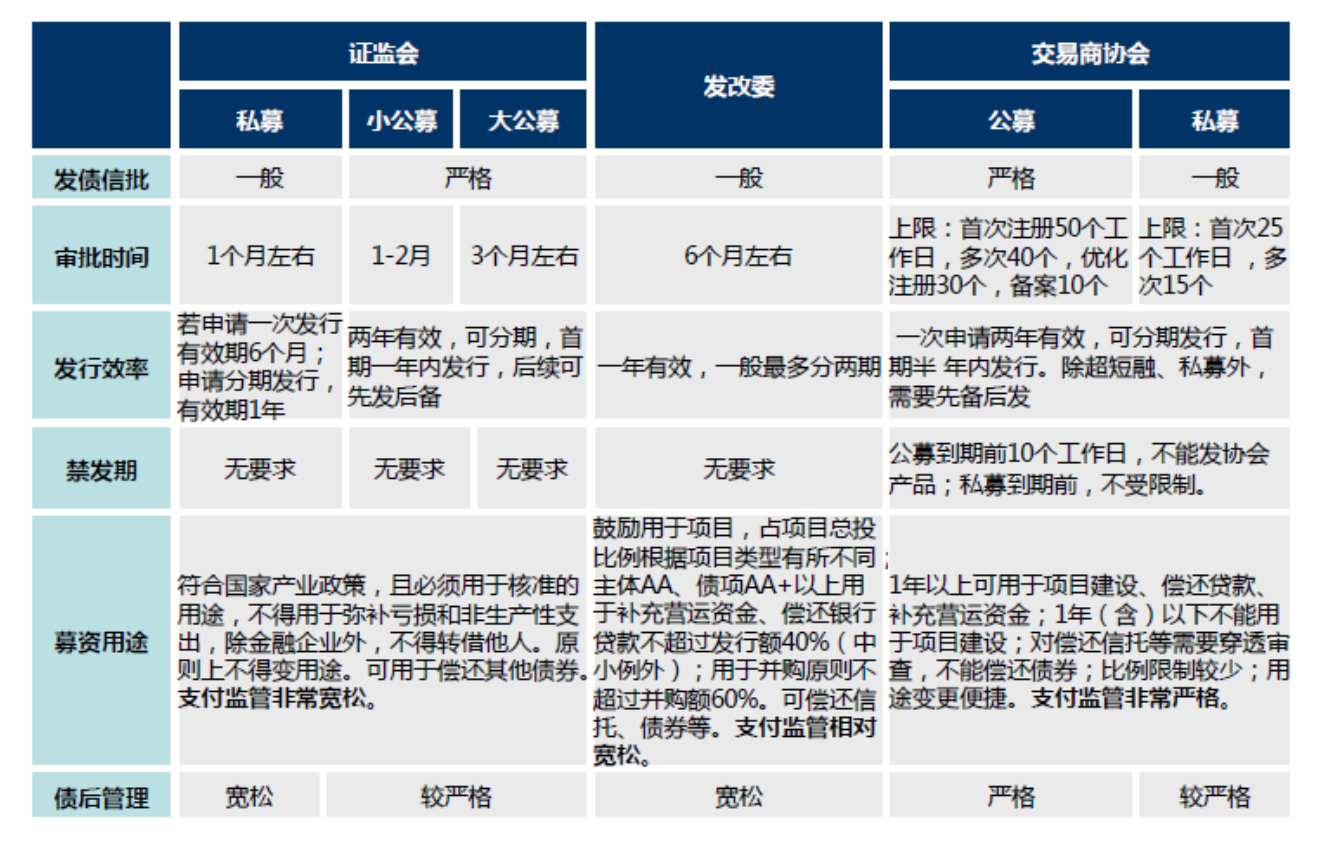 证监会
发改委
交易商协会
私募
小公募
大公募
公募
私募
发债信批
一般
严格
一般
严格
一般
审批时间
1个月左右
1-2月
3个月左右
6个月左右
上限：首次注册50个工
作日，多次40个，优化
注册30个，备案10个
上限：首次25
个工作日 ，多
次15个
发行效率
若申请一次发行
有效期6个月；
申请分期发行，
有效期1年
两年有效，可分期，首
期一年内发行，后续可
先发后备
一年有效，一般最多分两期
一次申请两年有效，可分期发行，首
期半 年内发行。除超短融、私募外，
需要先备后发
禁发期
无要求
无要求
无要求
无要求
公募到期前10个工作日，不能发协会
产品；私募到期前，不受限制。
募资用途
符合国家产业政策，且必须用于核准的
用途，不得用于弥补亏损和非生产性支
出，除金融企业外，不得转借他人。原
则上不得变用途。可用于偿还其他债券。
支付监管非常宽松。
鼓励用于项目，占项目总投
比例根据项目类型有所不同；
主体AA、债项AA+以上用
于补充营运资金、偿还银行
贷款不超过发行额40%（中
小例外）；用于并购原则不
超过并购额60%。可偿还信
托、债券等。支付监管相对
宽松。
1年以上可用于项目建设、偿还贷款、
补充营运资金；1年（含）以下不能用
于项目建设；对偿还信托等需要穿透审
查，不能偿还债券；比例限制较少；用
途变更便捷。支付监管非常严格。
债后管理
宽松
较严格
宽松
严格
较严格